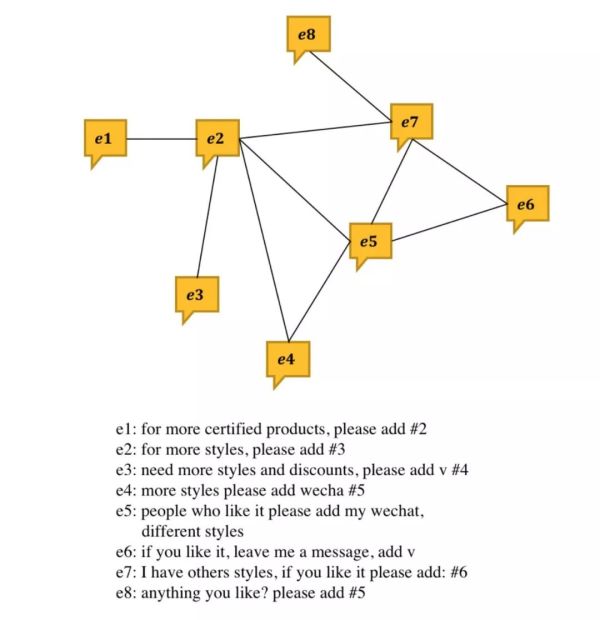 e8
e7
e1
e2
e6
e5
e3
e4
e1: for more certified products, please add #2
e2: for more styles, please add #3
e3: need more styles and discounts, please add v #4
e4: more styles please add wecha #5
e5: people who like it please add my wechat,
different styles
e6: if you like it, leave me a message, add v
e7: I have others styles, if you like it please add: #6
e8: anything you like? please add #5